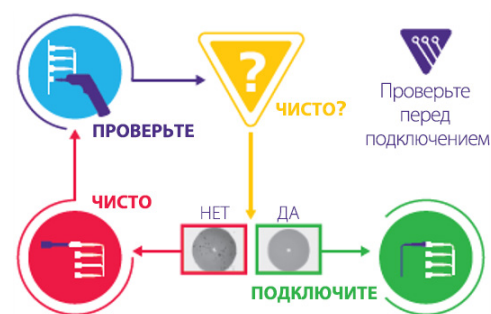 ?
ЧИСТО?
ПРОВЕРЬТЕ
Проверьте
перед
подключением
ЧИСТО
НЕТ
ДА
ПОДКЛЮЧИТЕ